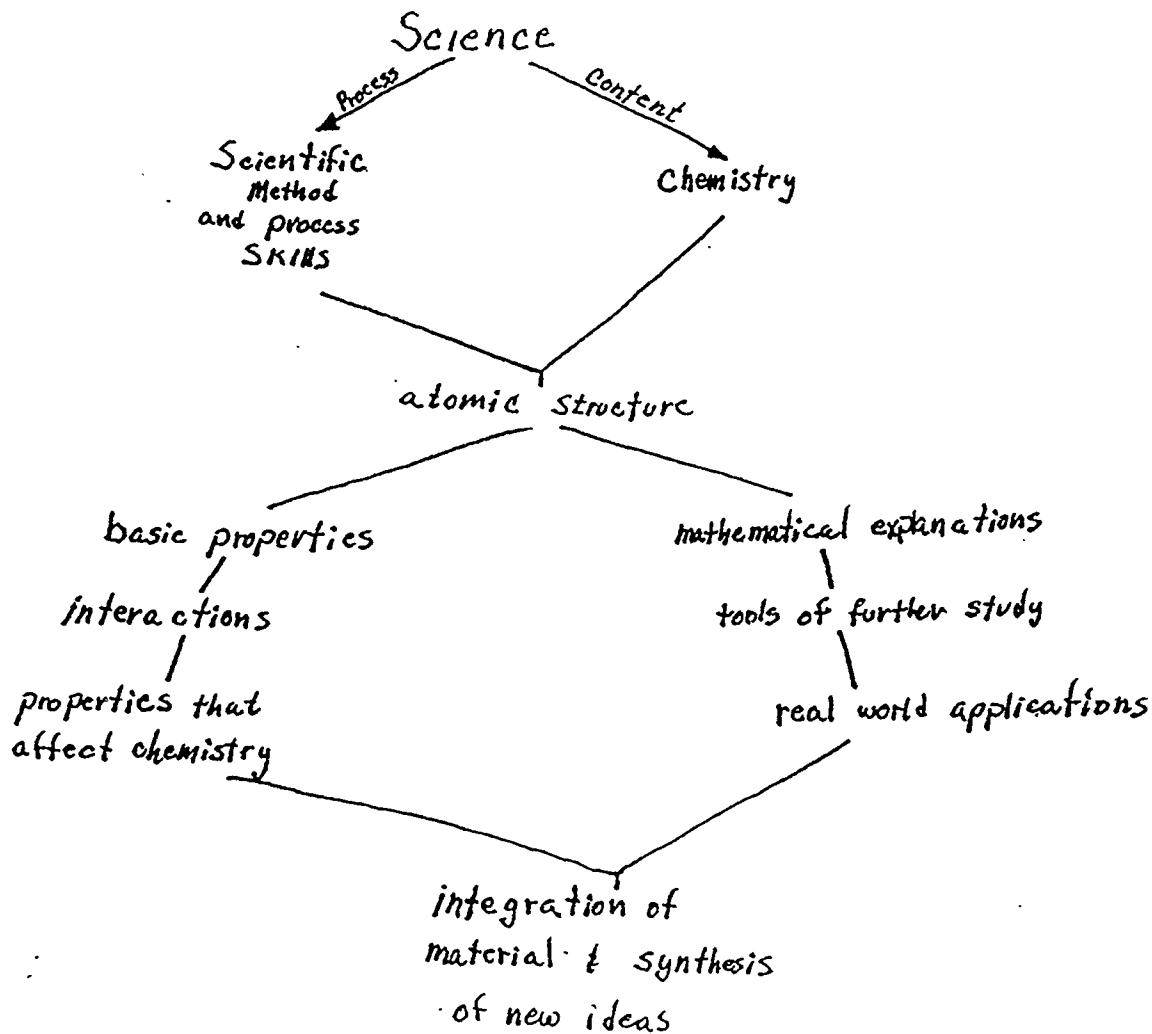 Science
Process
Content
Scientific
Method
and process
SKIlls
Chemistry
atomic structure
basic properties
mathematical explanations
interactions
tools of further study
properties that
affect chemistry
real world applications
integration of
material & synthesis
of new ideas